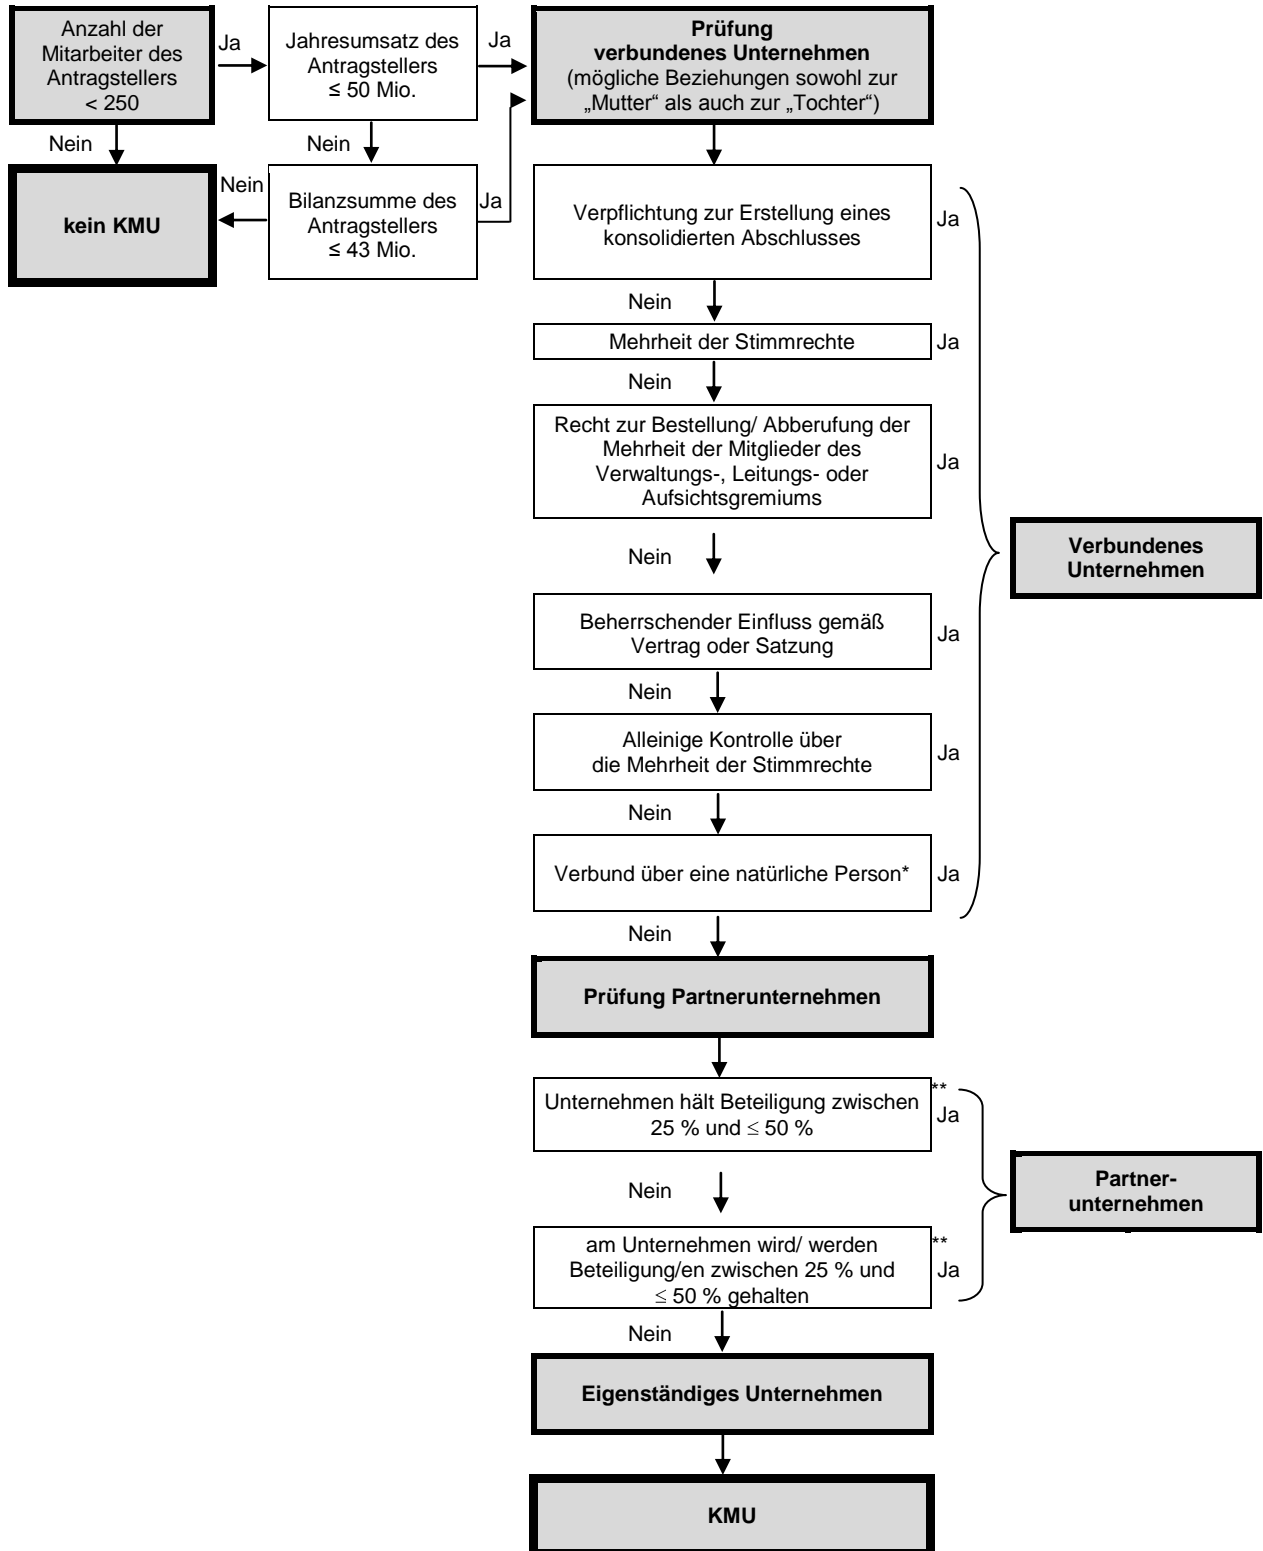 Anzahl der
Mitarbeiter des
Antragstellers
< 250
Ja
Jahresumsatz des
Antragstellers
≤ 50 Mio.
Ja
Prüfung
verbundenes Unternehmen
(mögliche Beziehungen sowohl zur
„Mutter“ als auch zur „Tochter“)
Nein
Nein
kein KMU
Nein
Bilanzsumme des
Antragstellers
≤ 43 Mio.
Ja
Verpflichtung zur Erstellung eines
konsolidierten Abschlusses
Ja
Nein
Mehrheit der Stimmrechte
Ja
Nein
Recht zur Bestellung/ Abberufung der
Mehrheit der Mitglieder des
Verwaltungs-, Leitungs- oder
Aufsichtsgremiums
Ja
Verbundenes
Unternehmen
Nein
Beherrschender Einfluss gemäß
Vertrag oder Satzung
Ja
Nein
Alleinige Kontrolle über
die Mehrheit der Stimmrechte
Ja
Nein
Verbund über eine natürliche Person*
Ja
Nein
Prüfung Partnerunternehmen
Unternehmen hält Beteiligung zwischen
25 % und ≤ 50 %
**
Ja
Partner-
unternehmen
Nein
am Unternehmen wird/ werden
Beteiligung/en zwischen 25 % und
≤ 50 % gehalten
**
Ja
Nein
Eigenständiges Unternehmen
KMU